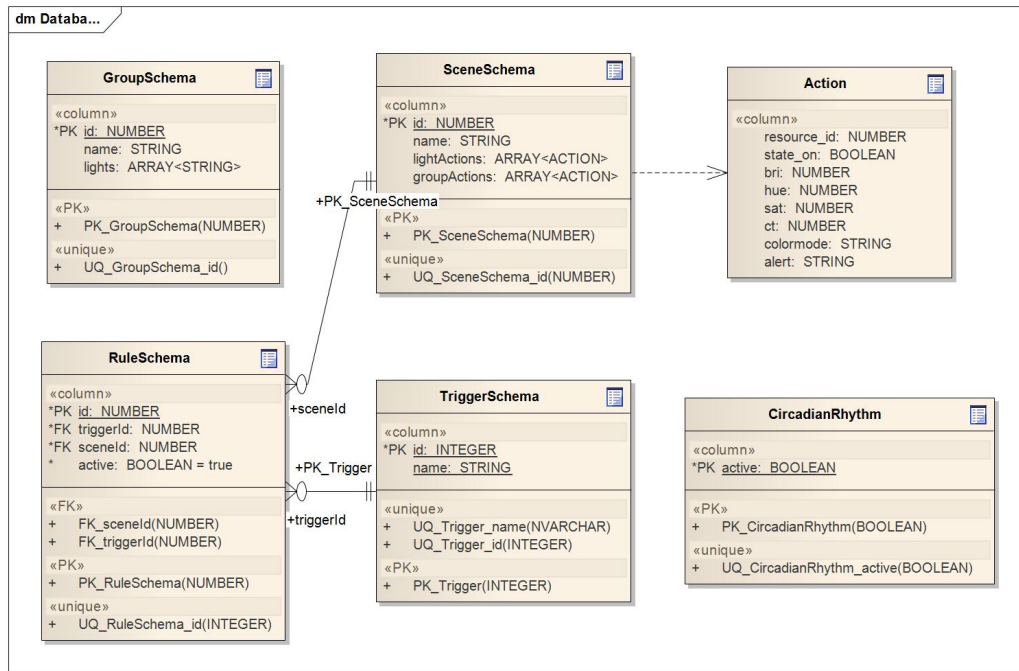 dm Databa...
GroupSchema
«column»
*PK id: NUMBER
name: STRING
lights: ARRAY<STRING>
«PK»
+ PK_GroupSchema(NUMBER)
«unique»
+ UQ_GroupSchema_id()
SceneSchema
«column»
*PK id: NUMBER
name: STRING
lightActions: ARRAY<ACTION>
groupActions: ARRAY<ACTION>
«PK»
+ PK_SceneSchema(NUMBER)
«unique»
+ UQ_SceneSchema_id(NUMBER)
Action
«column»
resource_id: NUMBER
state_on: BOOLEAN
bri: NUMBER
hue: NUMBER
sat: NUMBER
ct: NUMBER
colormode: STRING
alert: STRING
+PK_SceneSchema
+sceneId
RuleSchema
«column»
*PK id: NUMBER
*FK triggerId: NUMBER
*FK sceneId: NUMBER
* active: BOOLEAN = true
«FK»
+ FK_sceneId(NUMBER)
+ FK_triggerId(NUMBER)
«PK»
+ PK_RuleSchema(NUMBER)
«unique»
+ UQ_RuleSchema_id(INTEGER)
+PK_Trigger
+triggerId
TriggerSchema
«column»
*PK id: INTEGER
name: STRING
«unique»
+ UQ_Trigger_name(NVARCHAR)
+ UQ_Trigger_id(INTEGER)
«PK»
+ PK_Trigger(INTEGER)
CircadianRhythm
«column»
*PK active: BOOLEAN
«PK»
+ PK_CircadianRhythm(BOOLEAN)
«unique»
+ UQ_CircadianRhythm_active(BOOLEAN)